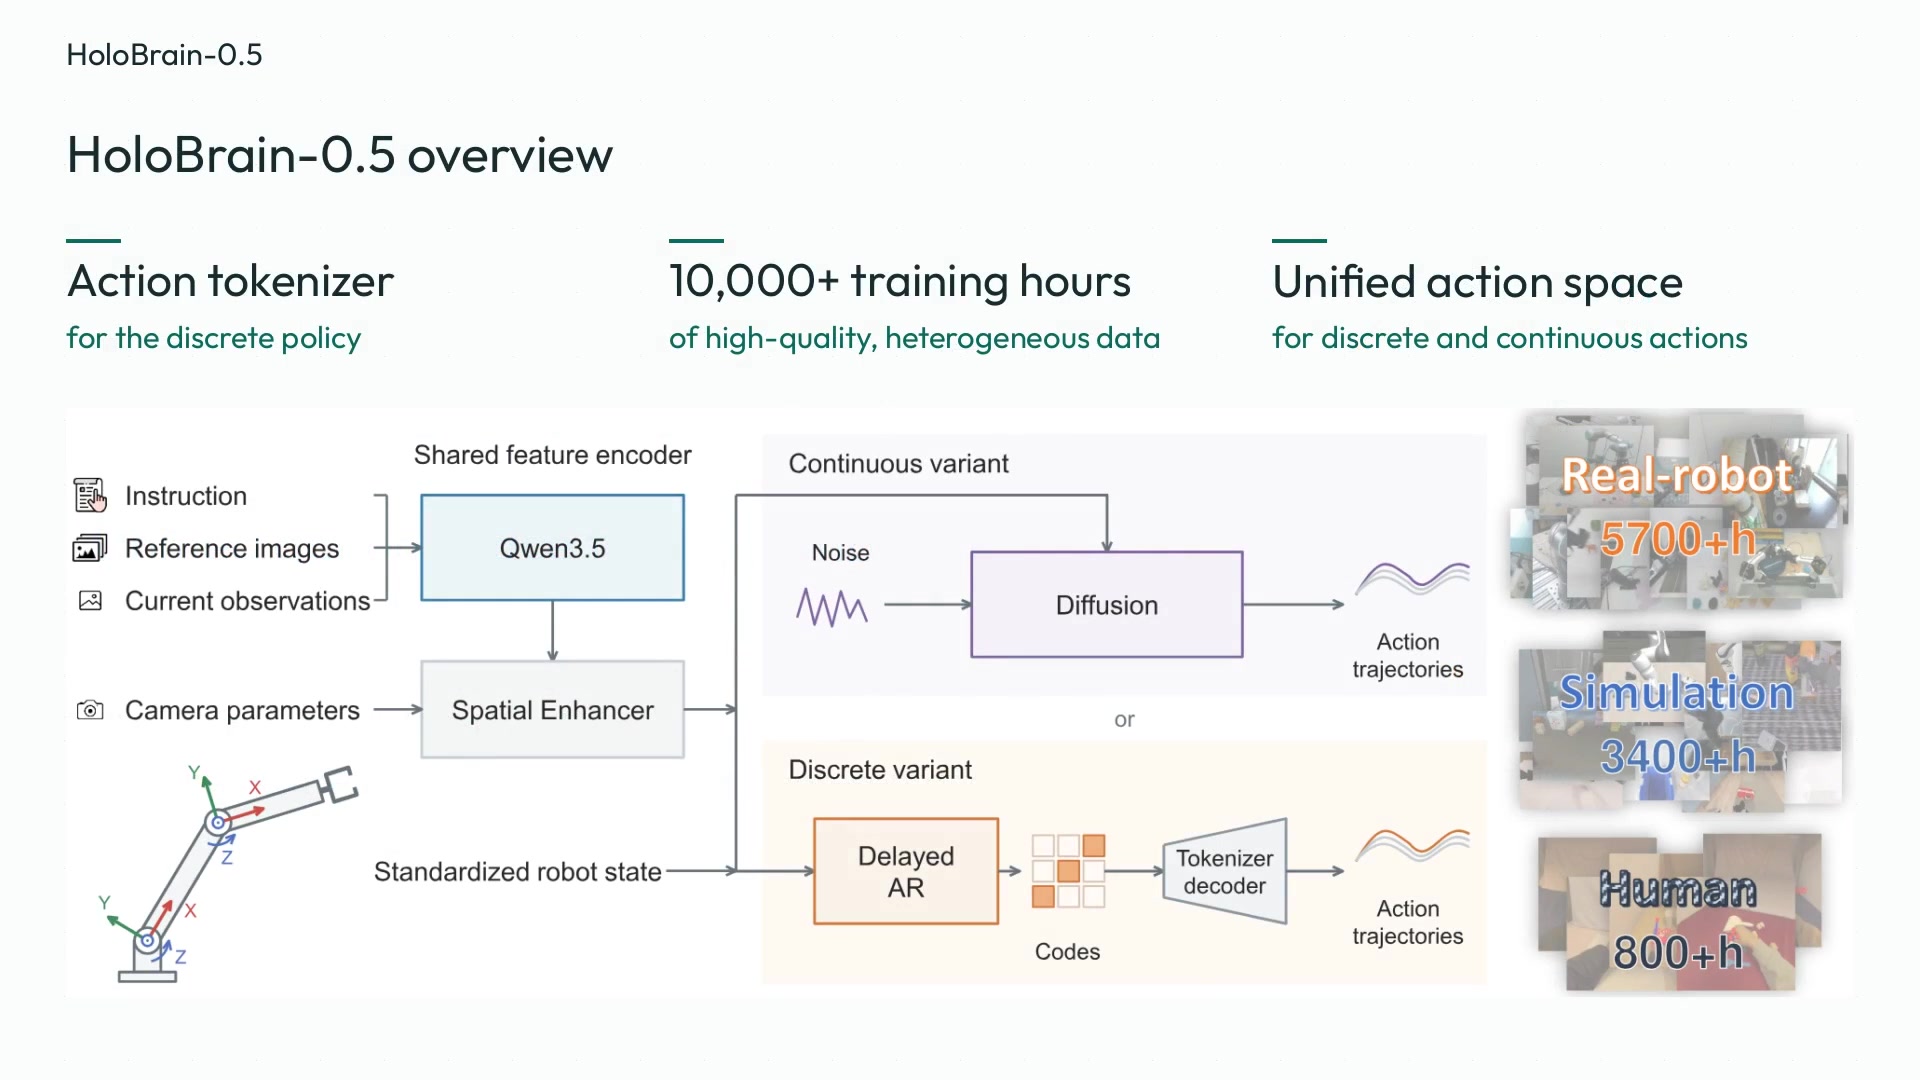 HoloBrain-0.5
HoloBrain-0.5 overview
Action tokenizer
for the discrete policy
10,000+ training hours
of high-quality, heterogeneous data
Unified action space
for discrete and continuous actions
Shared feature encoder
Instruction
Reference images
Current observations
Qwen3.5
Camera parameters
Spatial Enhancer
Y
X
Z
Y
X
Z
Standardized robot state
Continuous variant
Noise
Diffusion
Action
trajectories
or
Discrete variant
Delayed
AR
Codes
Tokenizer
decoder
Action
trajectories
Real-robot
5700+h
Simulation
3400+h
Human
800+h